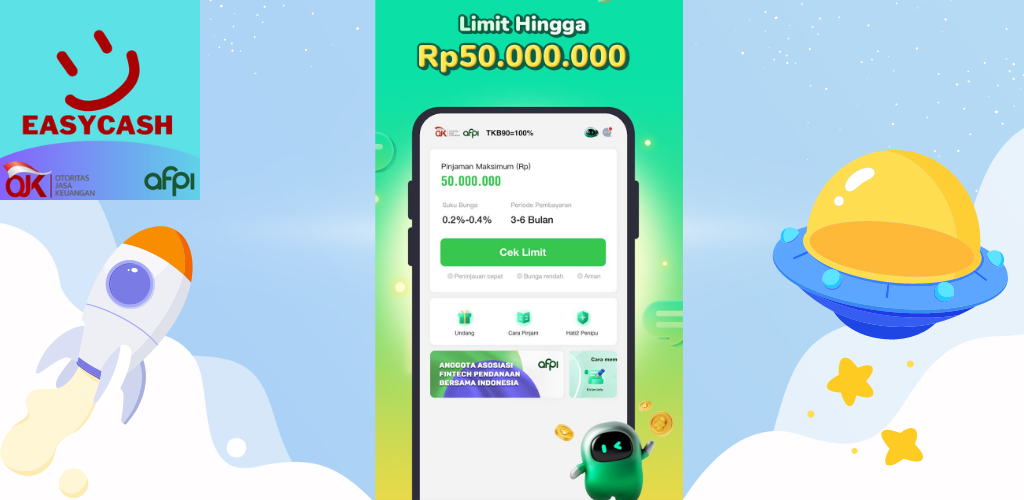 EASYCASH
OJK OTORITAS
JASA
KEUANGAN
afpi
Limit Hingga
Rp50.000.000
OJK afpi TKB90=100%
Pinjaman Maksimum (Rp)
50.000.000
Suku Bunga Periode Pembayaran
0.2%-0.4% 3-6 Bulan
Cek Limit
Peninjauan cepat Bunga rendah Aman
Undang Cara Pinjam Hati2 Penipu
ANGGOTA ASOSIASI
FINTECH PENDANAAN
BERSAMA INDONESIA
afpi
Cara mem